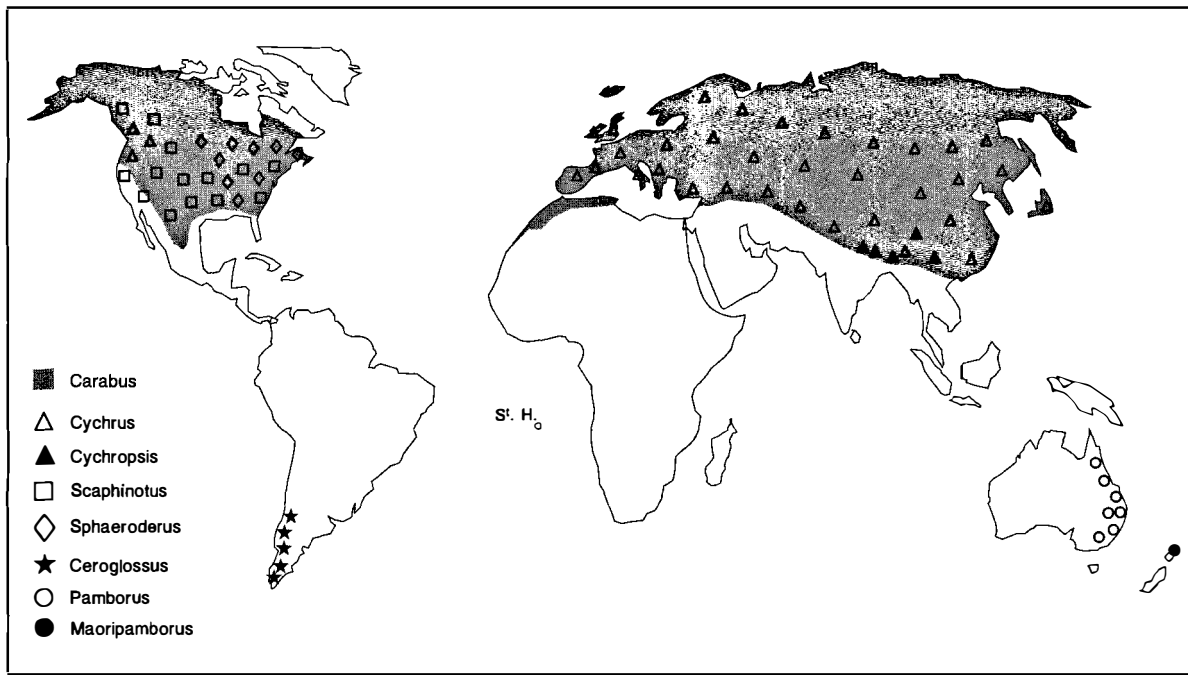 Carabus
Cychrus
Cychropsis
Scaphinotus
Sphaeroderus
Ceroglossus
Pamborus
Maoripamborus
Sᵗ. H.